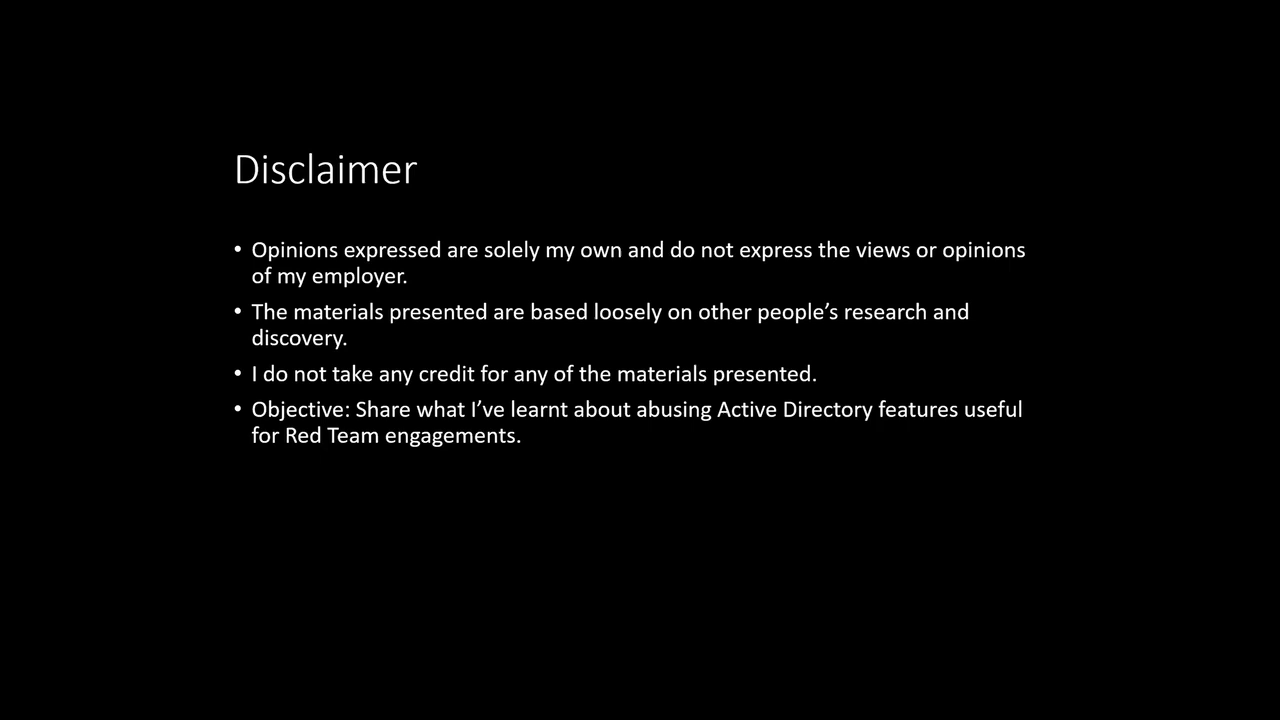 Disclaimer
• Opinions expressed are solely my own and do not express the views or opinions
of my employer.
• The materials presented are based loosely on other people’s research and
discovery.
• I do not take any credit for any of the materials presented.
• Objective: Share what I’ve learnt about abusing Active Directory features useful
for Red Team engagements.